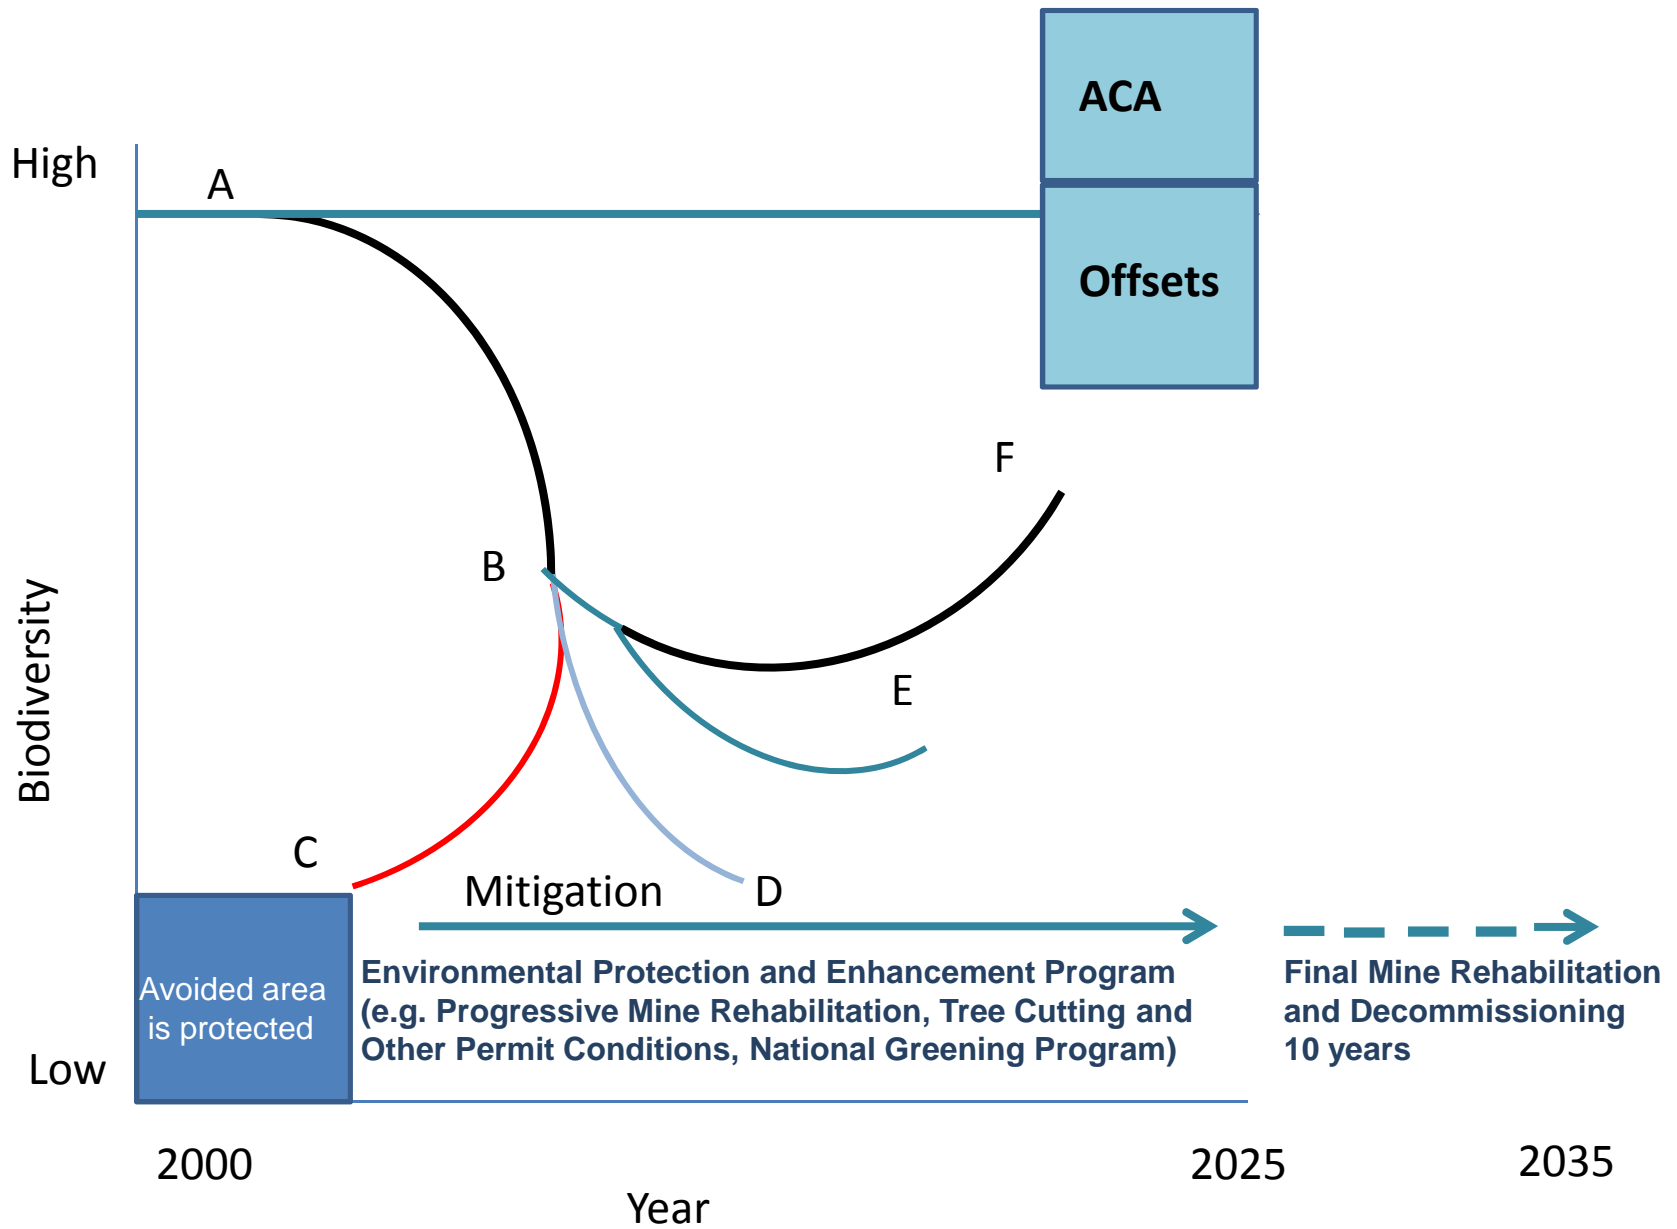 ACA
High
A
Offsets
F
B
Biodiversity
E
C
Mitigation
D
Avoided area
is protected
Environmental Protection and Enhancement Program
(e.g. Progressive Mine Rehabilitation, Tree Cutting and
Other Permit Conditions, National Greening Program)
Final Mine Rehabilitation
and Decommissioning
10 years
Low
2000
2025
2035
Year